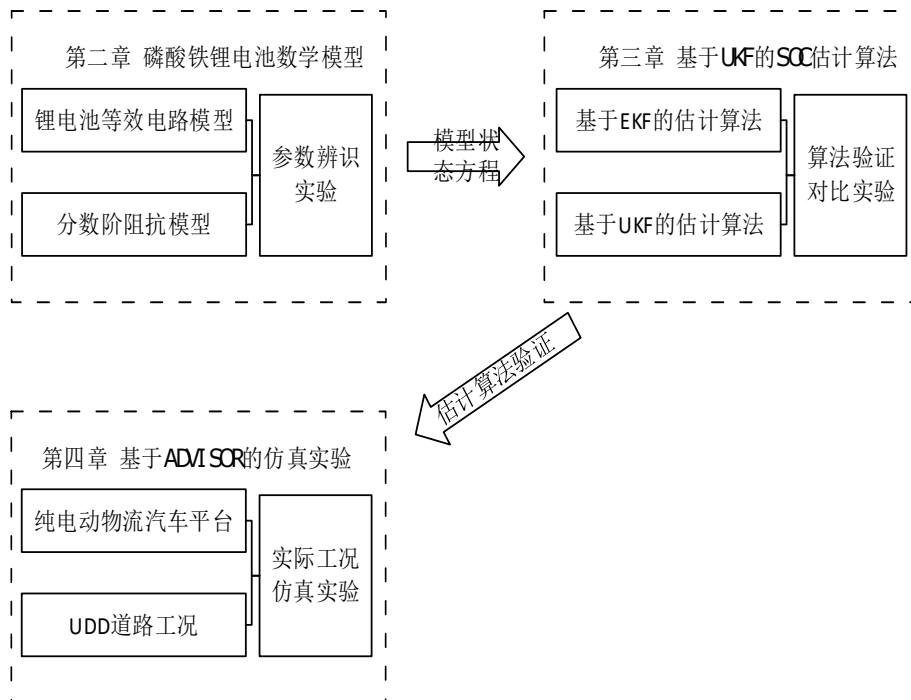 第二章 磷酸铁锂电池数学模型
锂电池等效电路模型
分数阶阻抗模型
参数辨识
实验
模型状
态方程
第三章 基于UKF的SOC估计算法
基于EKF的估计算法
基于UKF的估计算法
算法验证
对比实验
估计算法验证
第四章 基于ADVISOR的仿真实验
纯电动物流汽车平台
UDD道路工况
实际工况
仿真实验